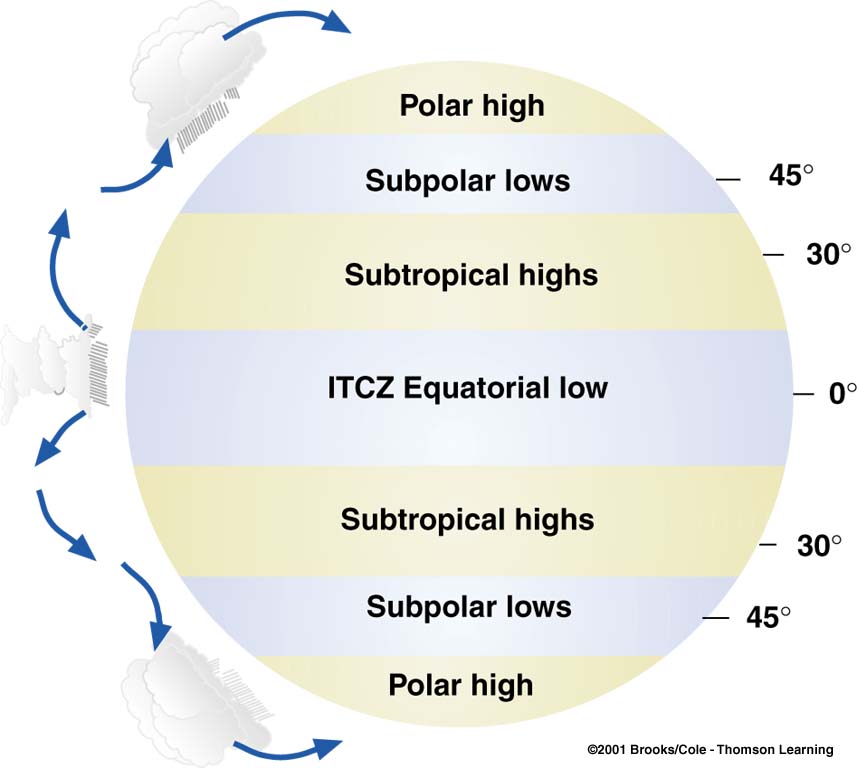 Polar high
Subpolar lows
45°
30°
Subtropical highs
ITCZ Equatorial low
0°
Subtropical highs
30°
Subpolar lows
45°
Polar high
©2001 Brooks/Cole - Thomson Learning